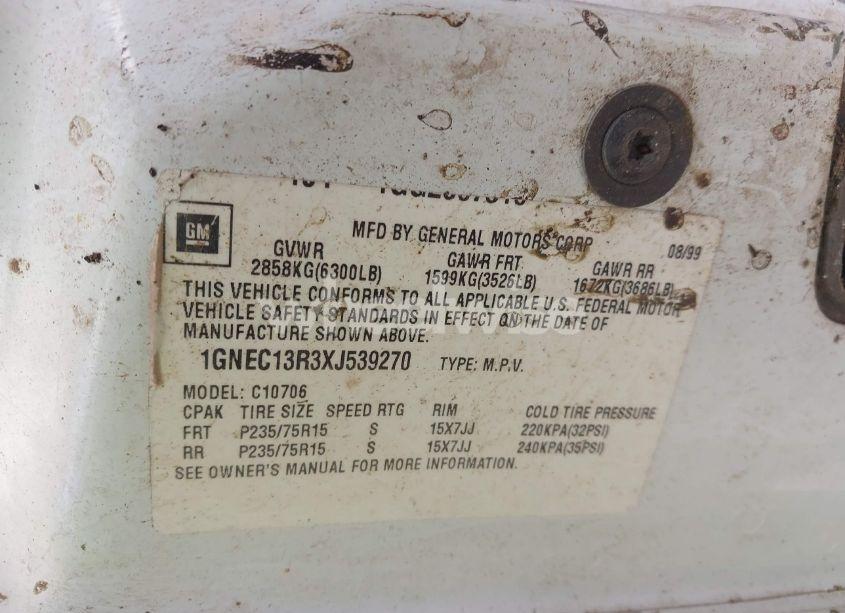 GM
MFD BY GENERAL MOTORS CORP 08/99
GVWR GAWR FRT GAWR RR
2858KG(6300LB) 1599KG(3526LB) 1672KG(3686LB)
THIS VEHICLE CONFORMS TO ALL APPLICABLE U.S. FEDERAL MOTOR
VEHICLE SAFETY STANDARDS IN EFFECT ON THE DATE OF
MANUFACTURE SHOWN ABOVE.
1GNEC13R3XJ539270 TYPE: M.P.V.
MODEL: C10706
CPAK TIRE SIZE SPEED RTG RIM COLD TIRE PRESSURE
FRT P235/75R15 S 15X7JJ 220KPA(32PSI)
RR P235/75R15 S 15X7JJ 240KPA(35PSI)
SEE OWNER'S MANUAL FOR MORE INFORMATION.